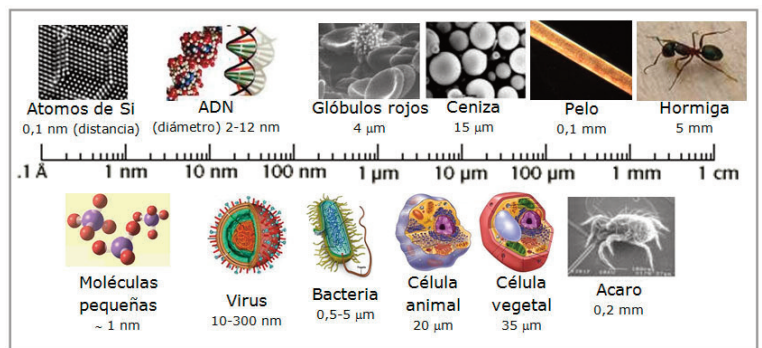 Atomos de Si
0,1 nm (distancia)
ADN
(diámetro) 2-12 nm
Glóbulos rojos
4 μm
Ceniza
15 μm
Pelo
0,1 mm
Hormiga
5 mm
.1 Å 1 nm 10 nm 100 nm 1 μm 10 μm 100 μm 1 mm 1 cm
Moléculas
pequeñas
~ 1 nm
Virus
10-300 nm
Bacteria
0,5-5 μm
Célula
animal
20 μm
Célula
vegetal
35 μm
Acaro
0,2 mm